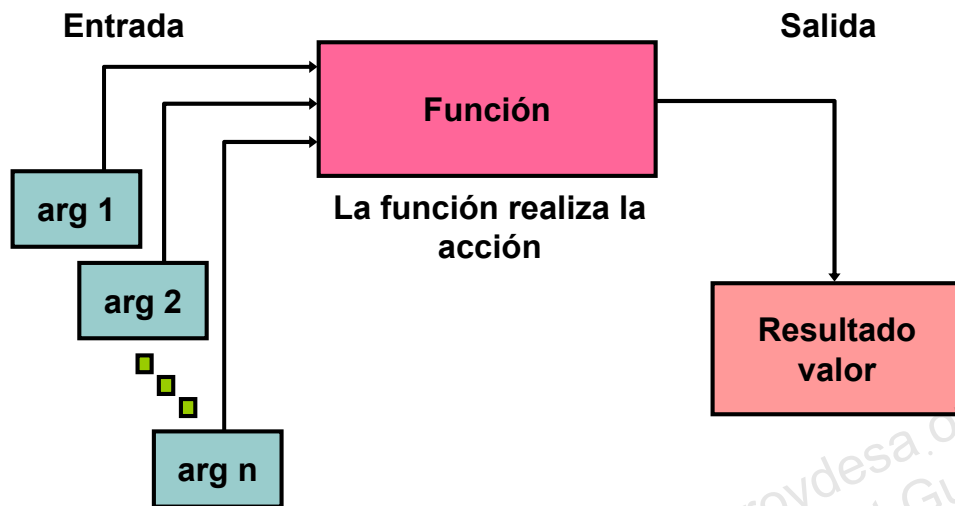 Entrada
Salida
Función
arg 1
La función realiza la
acción
arg 2
Resultado
valor
arg n